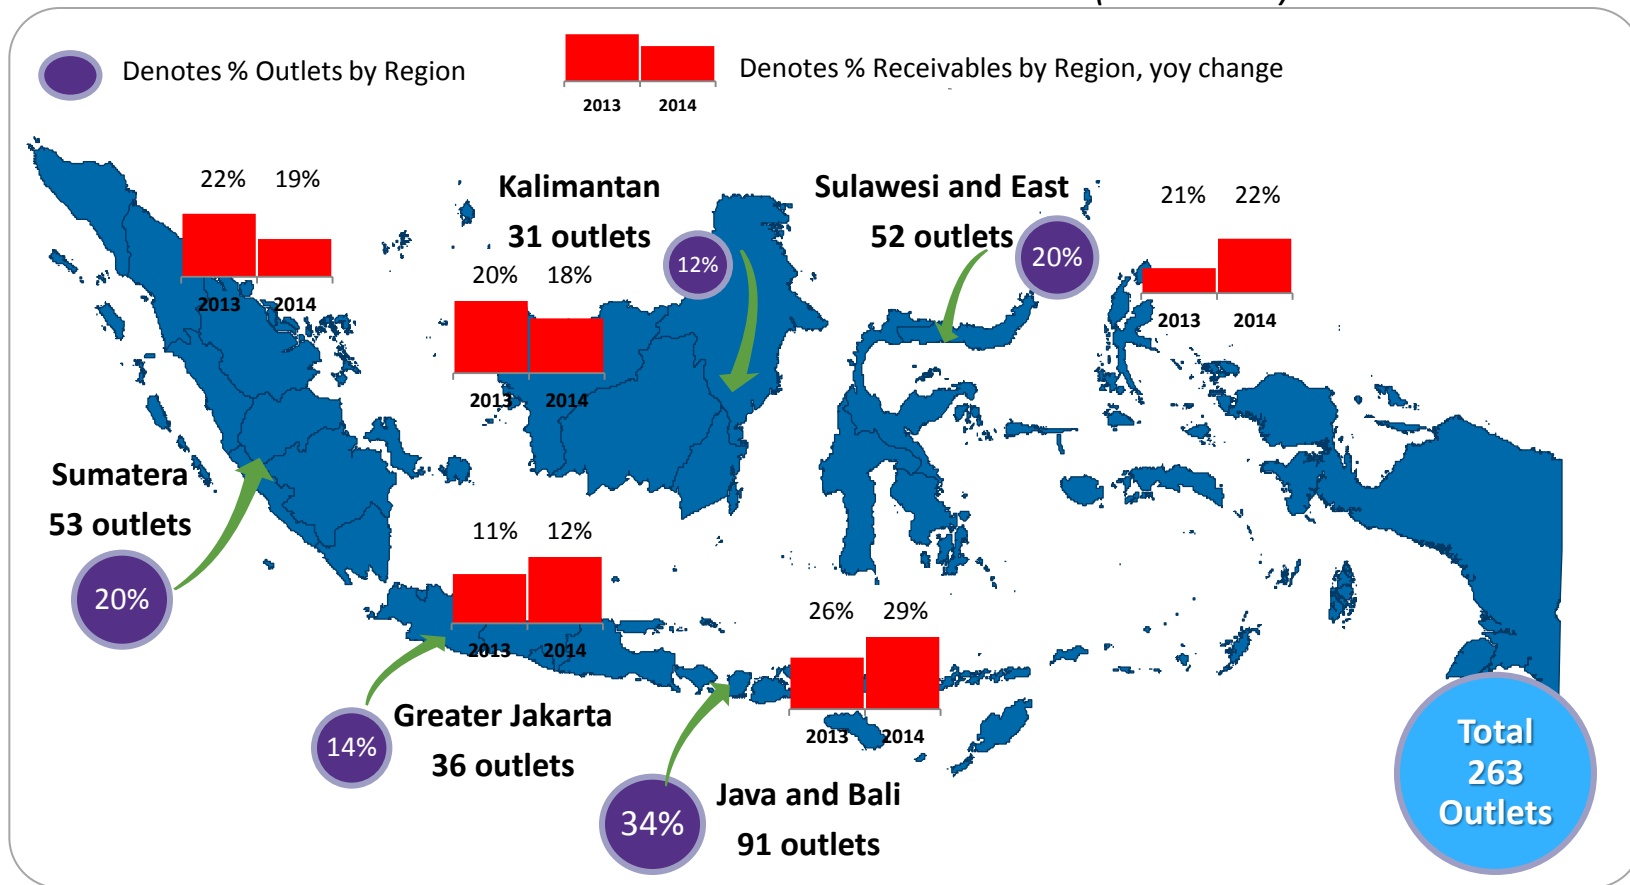 Denotes % Outlets by Region
2013 2014
Denotes % Receivables by Region, yoy change
22% 19%
2013 2014
Kalimantan
31 outlets
12%
20% 18%
2013 2014
Sulawesi and East
52 outlets
20%
21% 22%
2013 2014
Sumatera
53 outlets
20%
11% 12%
2013 2014
Greater Jakarta
36 outlets
14%
26% 29%
2013 2014
Java and Bali
91 outlets
34%
Total
263
Outlets